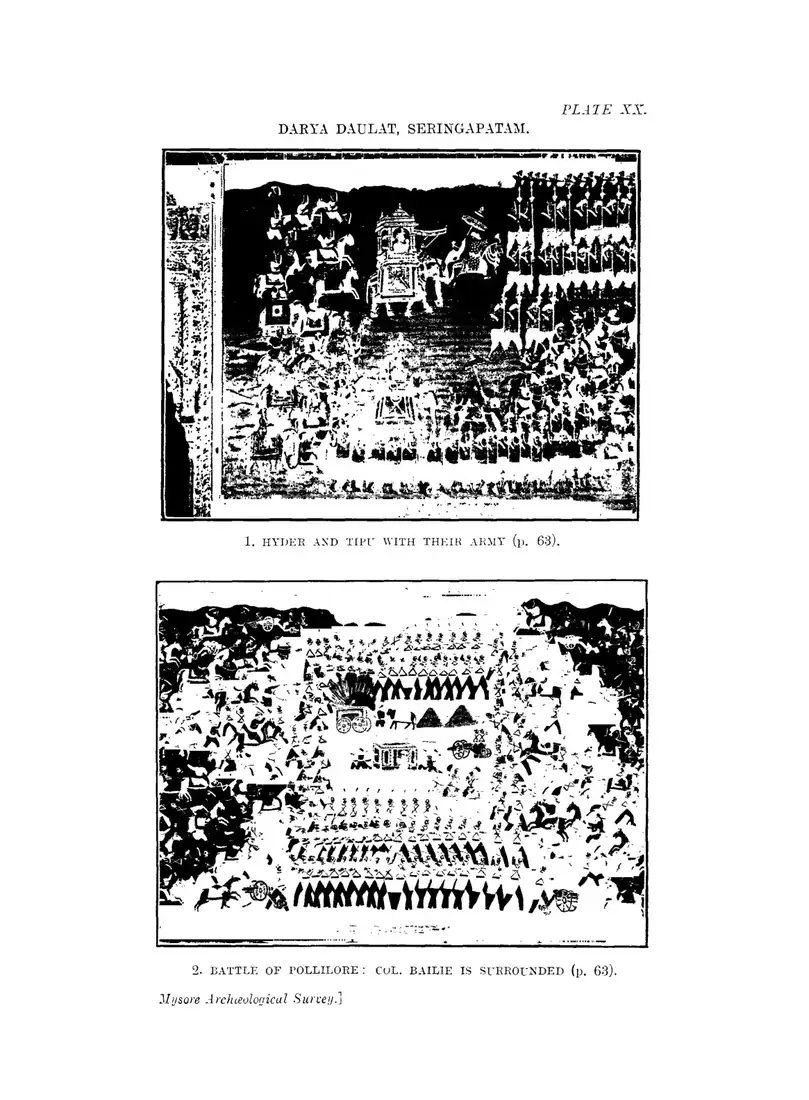 PLATE XX.
DARYA DAULAT, SERINGAPATAM.
1. HYDER AND TIPU WITH THEIR ARMY (p. 63).
2. BATTLE OF POLLILORE: COL. BAILIE IS SURROUNDED (p. 63).
Mysore Archæological Survey.]